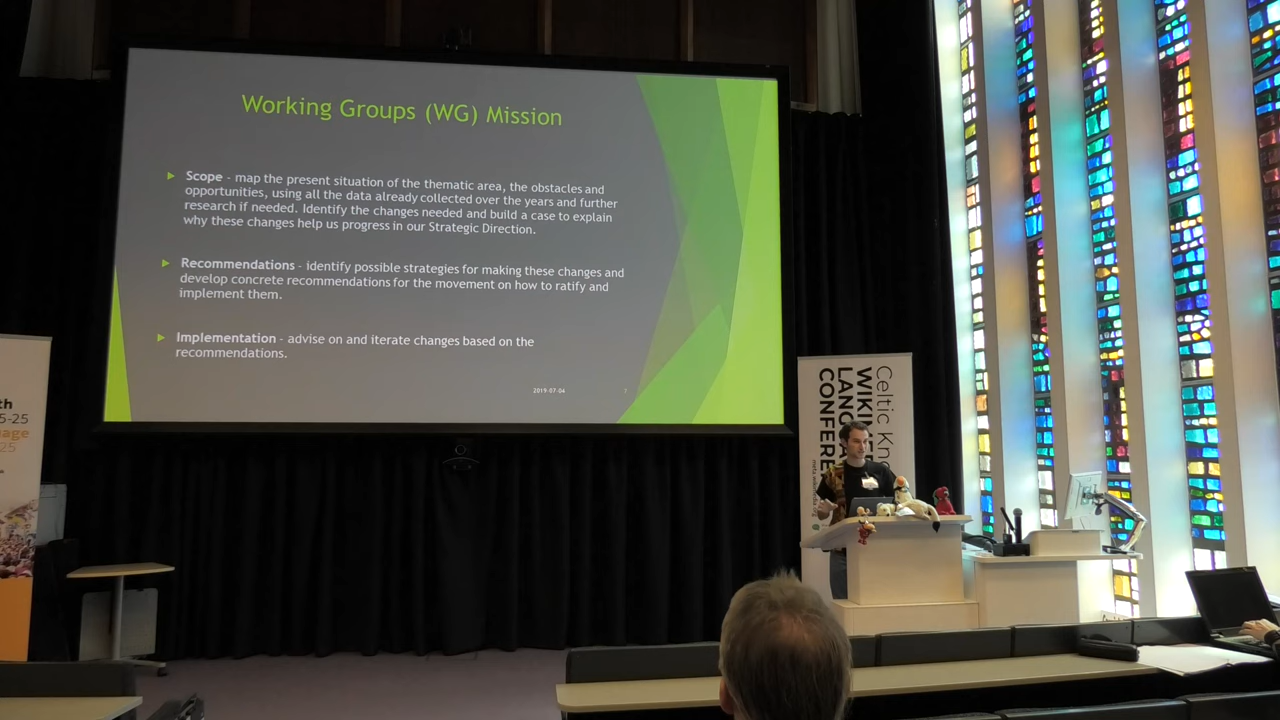 Working Groups (WG) Mission
Scope - map the present situation of the thematic area, the obstacles and
opportunities, using all the data already collected over the years and further
research if needed. Identify the changes needed and build a case to explain
why these changes help us progress in our Strategic Direction.
Recommendations - identify possible strategies for making these changes and
develop concrete recommendations for the movement on how to ratify and
implement them.
Implementation - advise on and iterate changes based on the
recommendations.
2019-07-04
Celtic Kn
WIKIME
LANG
CONFERE
th
5-25
uage
25